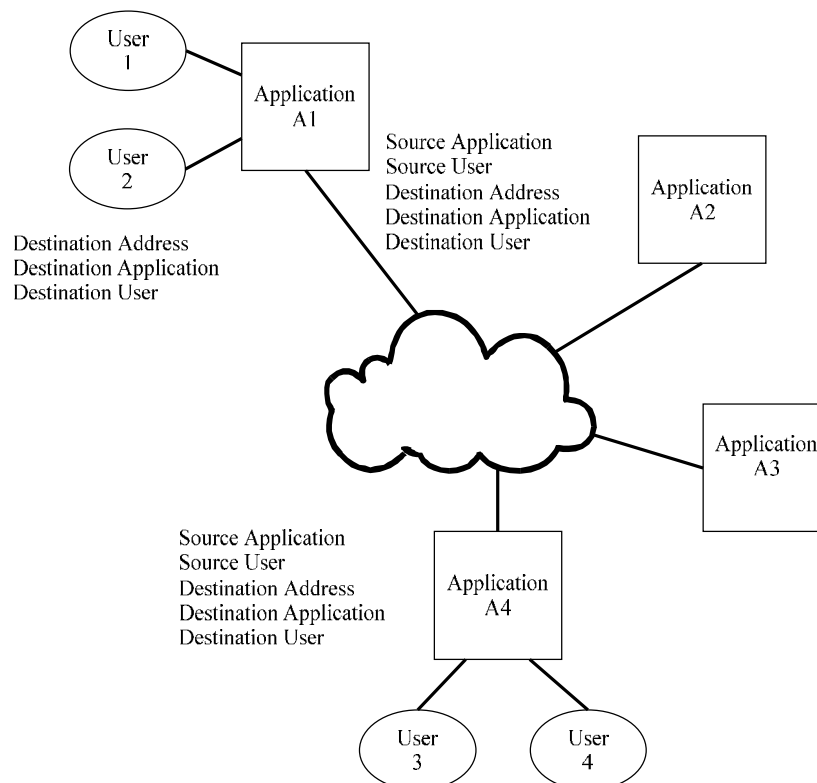 User
1
Application
A1
User
2
Source Application
Source User
Destination Address
Destination Application
Destination User
Application
A2
Destination Address
Destination Application
Destination User
Application
A3
Source Application
Source User
Destination Address
Destination Application
Destination User
Application
A4
User
3
User
4